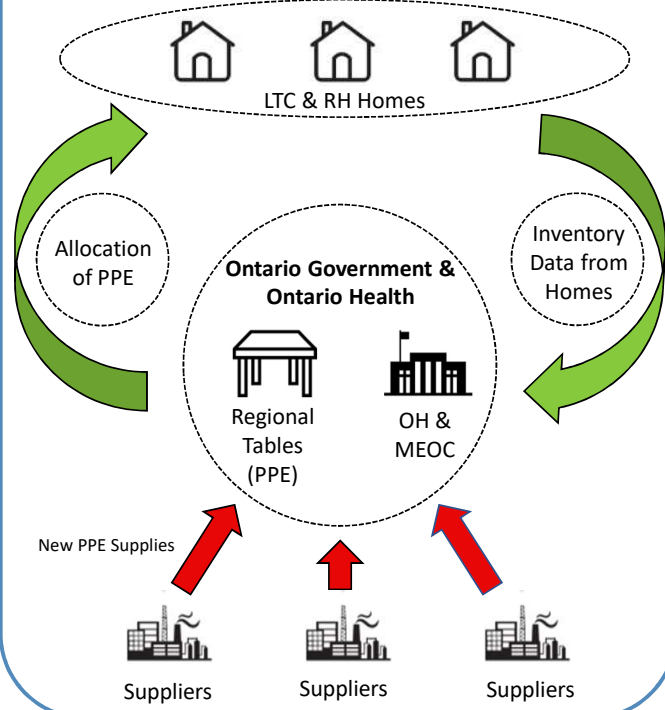 LTC & RH Homes
Allocation
of PPE
Inventory
Data from
Homes
Ontario Government &
Ontario Health
Regional
Tables
(PPE)
OH &
MEOC
New PPE Supplies
Suppliers
Suppliers
Suppliers